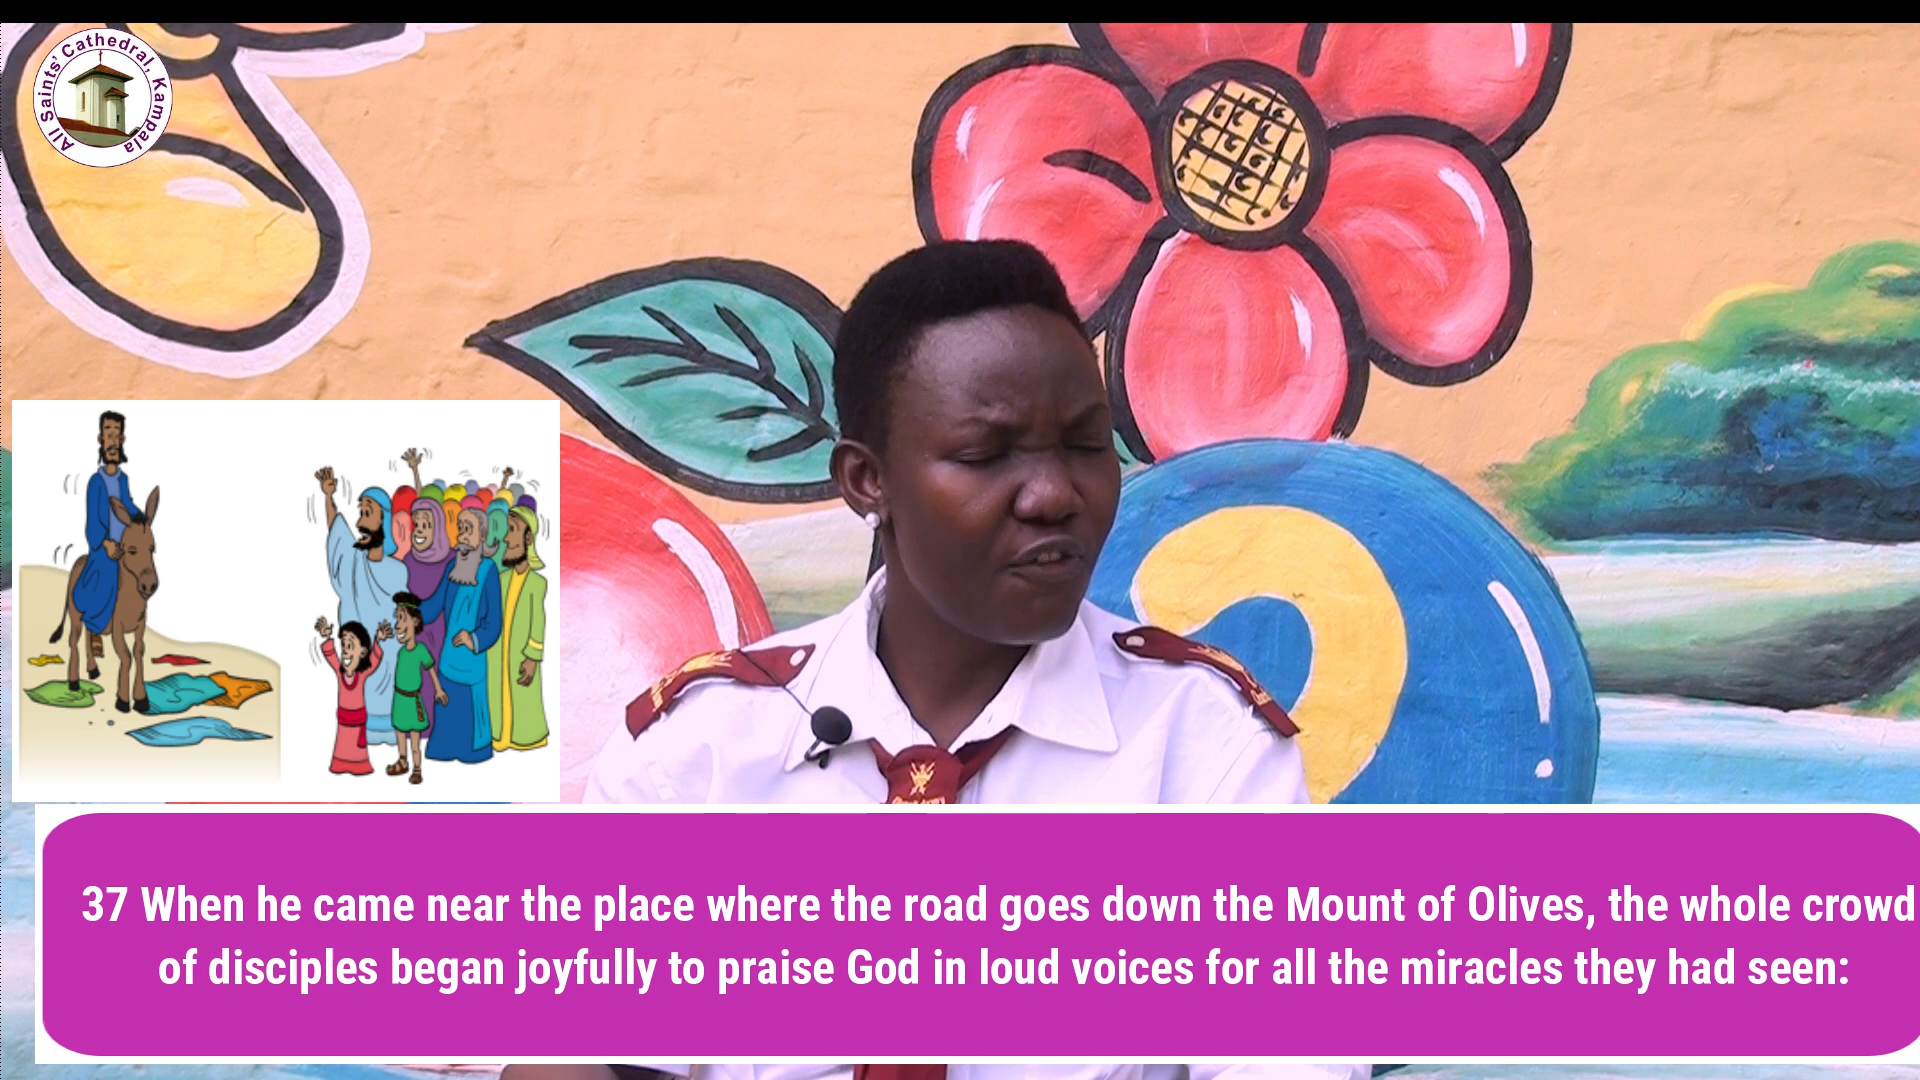 All Saints' Cathedral, Kampala
37 When he came near the place where the road goes down the Mount of Olives, the whole crowd
of disciples began joyfully to praise God in loud voices for all the miracles they had seen: